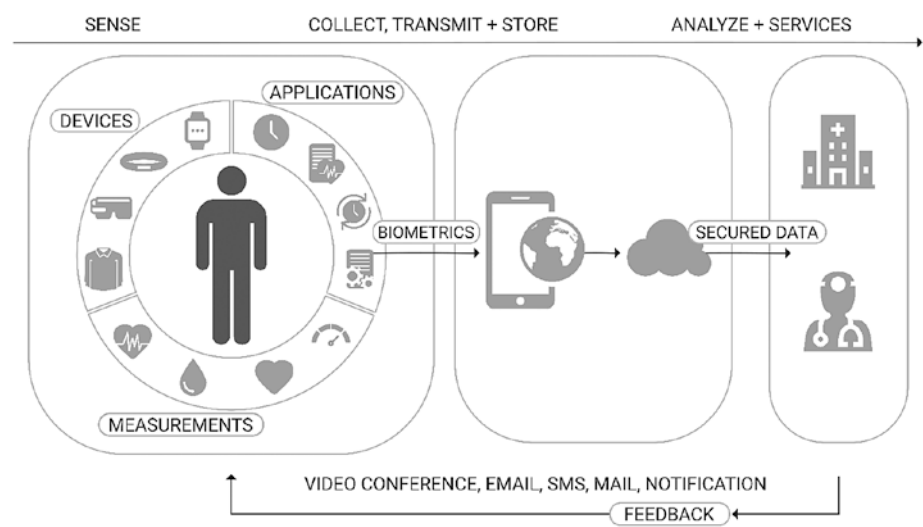 SENSE
COLLECT, TRANSMIT + STORE
ANALYZE + SERVICES
APPLICATIONS
DEVICES
BIOMETRICS
SECURED DATA
MEASUREMENTS
VIDEO CONFERENCE, EMAIL, SMS, MAIL, NOTIFICATION
FEEDBACK